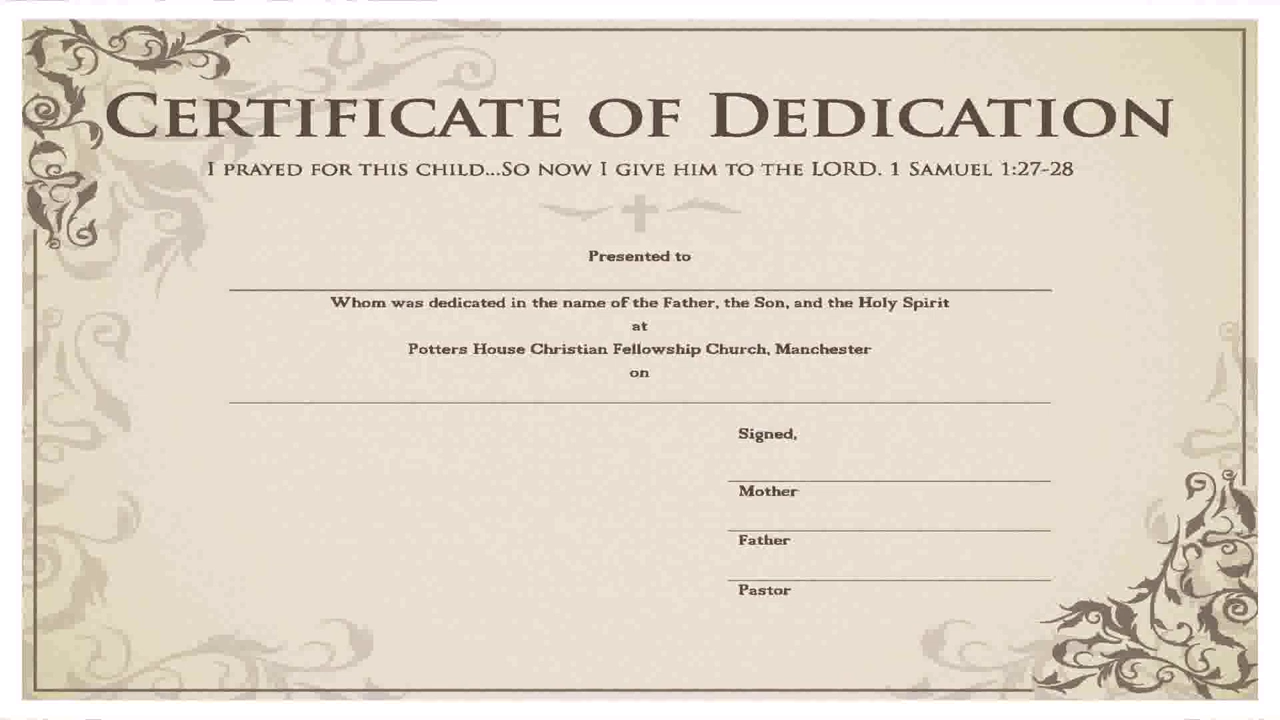 CERTIFICATE OF DEDICATION
I PRAYED FOR THIS CHILD...SO NOW I GIVE HIM TO THE LORD. 1 SAMUEL 1:27-28
Presented to
Whom was dedicated in the name of the Father, the Son, and the Holy Spirit
at
Potters House Christian Fellowship Church, Manchester
on
Signed,
Mother
Father
Pastor